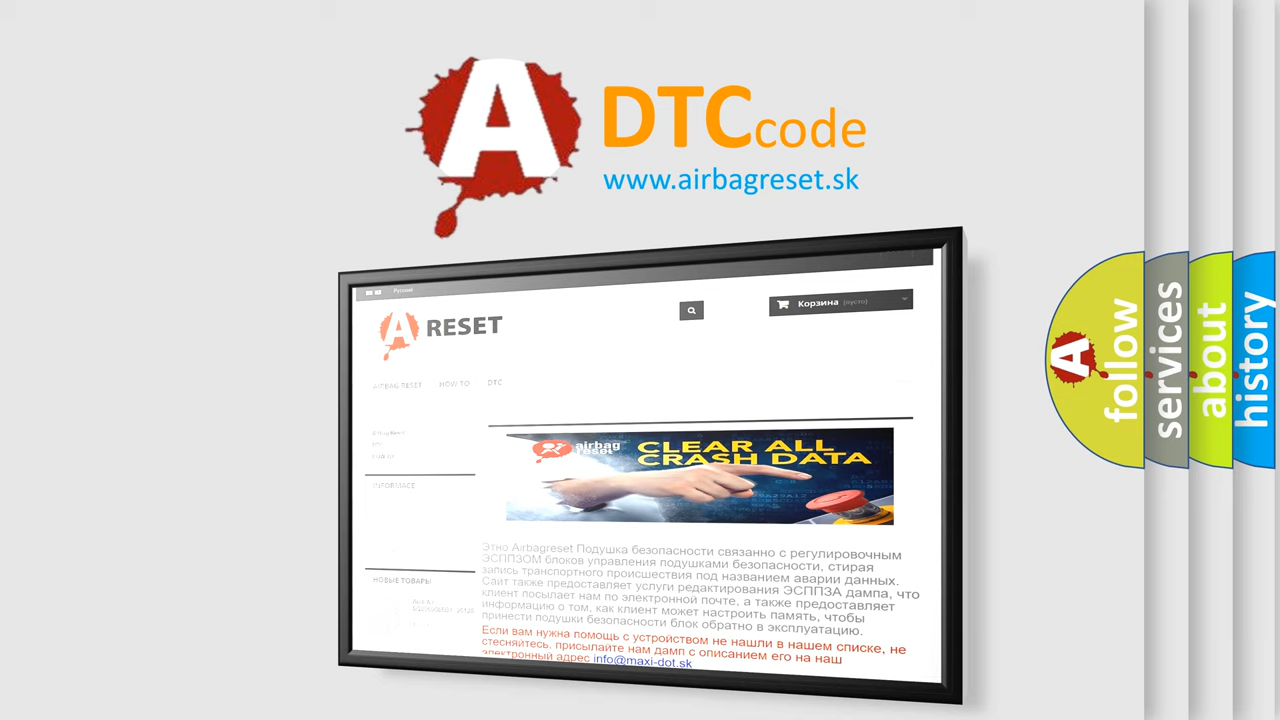 A DTCcode
www.airbagreset.sk
Русский
A RESET
Корзина (пусто)
AIRBAG RESET HOW TO DTC
Airbag Reset
DTC
INFORMACE
airbag reset
CLEAR ALL
CRASH DATA
Этно Airbagreset Подушка безопасности связанно с регулировочным
ЭСППЗОМ блоков управления подушками безопасности, стирая
запись транспортного происшествия под названием аварии данных.
Сайт также предоставляет услуги редактирования ЭСППЗА дампа, что
клиент посылает нам по электронной почте, а также предоставляет
информацию о том, как клиент может настроить память, чтобы
принести подушки безопасности блок обратно в эксплуатацию.
Если вам нужна помощь с устройством не нашли в нашем списке, не
стесняйтесь, присылайте нам дамп с описанием его на наш
электронный адрес info@maxi-dot.sk
НОВЫЕ ТОВАРЫ
A follow
services
about
history